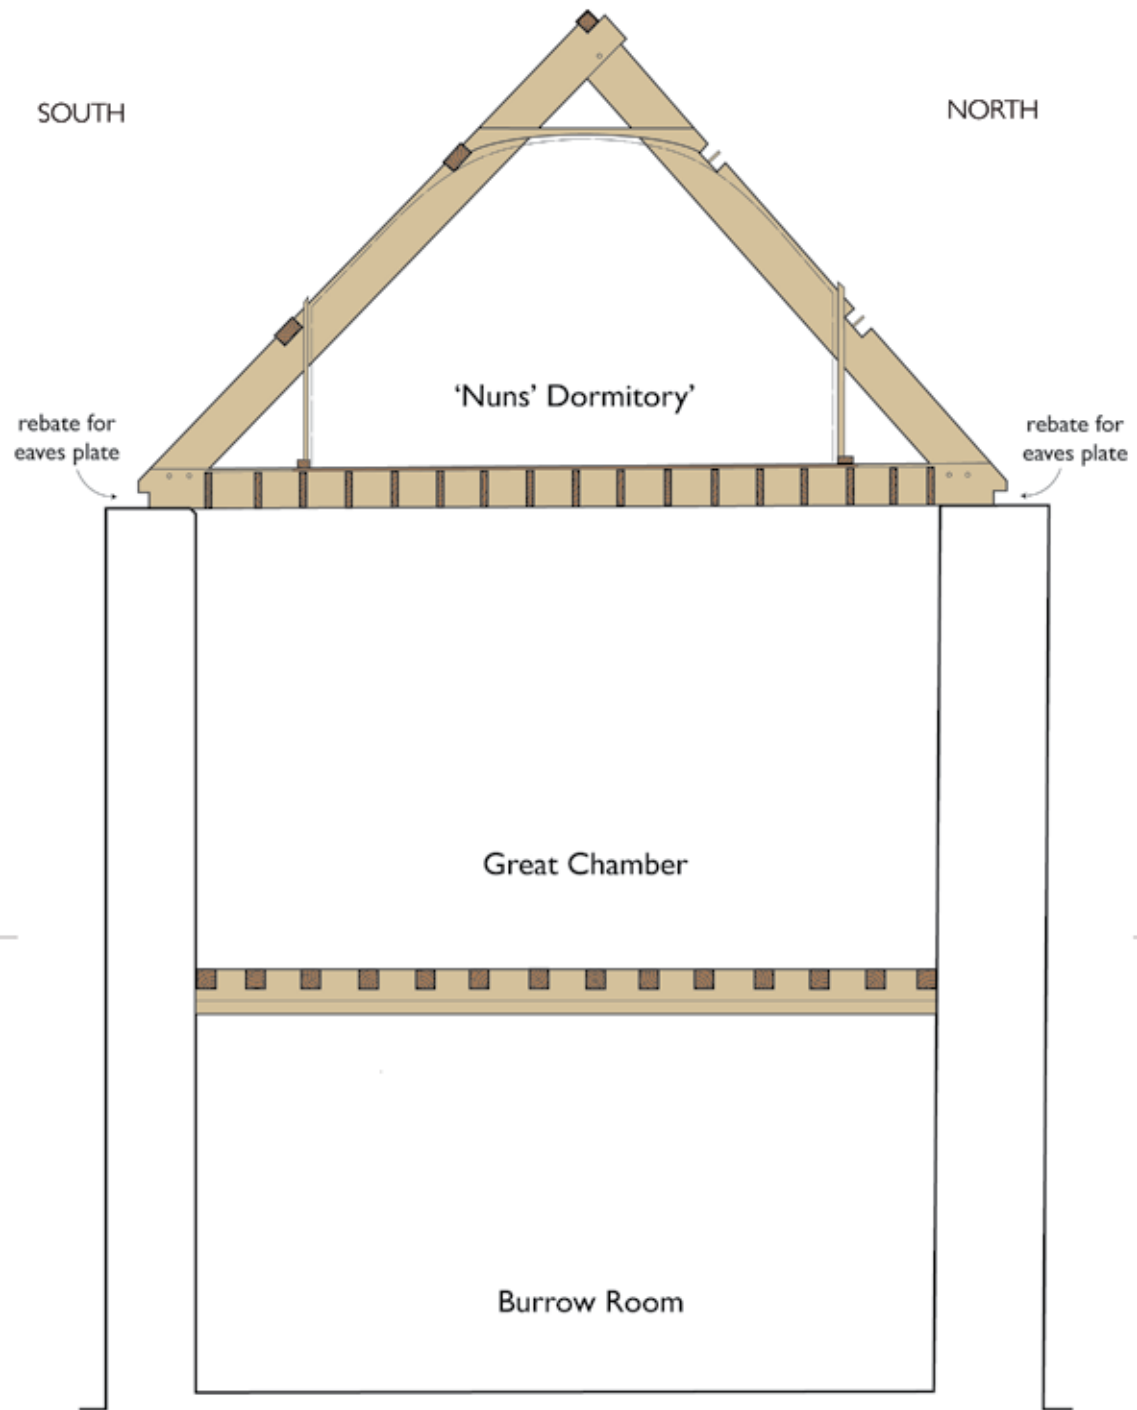 SOUTH
NORTH
‘Nuns’ Dormitory’
rebate for
eaves plate
rebate for
eaves plate
Great Chamber
Burrow Room